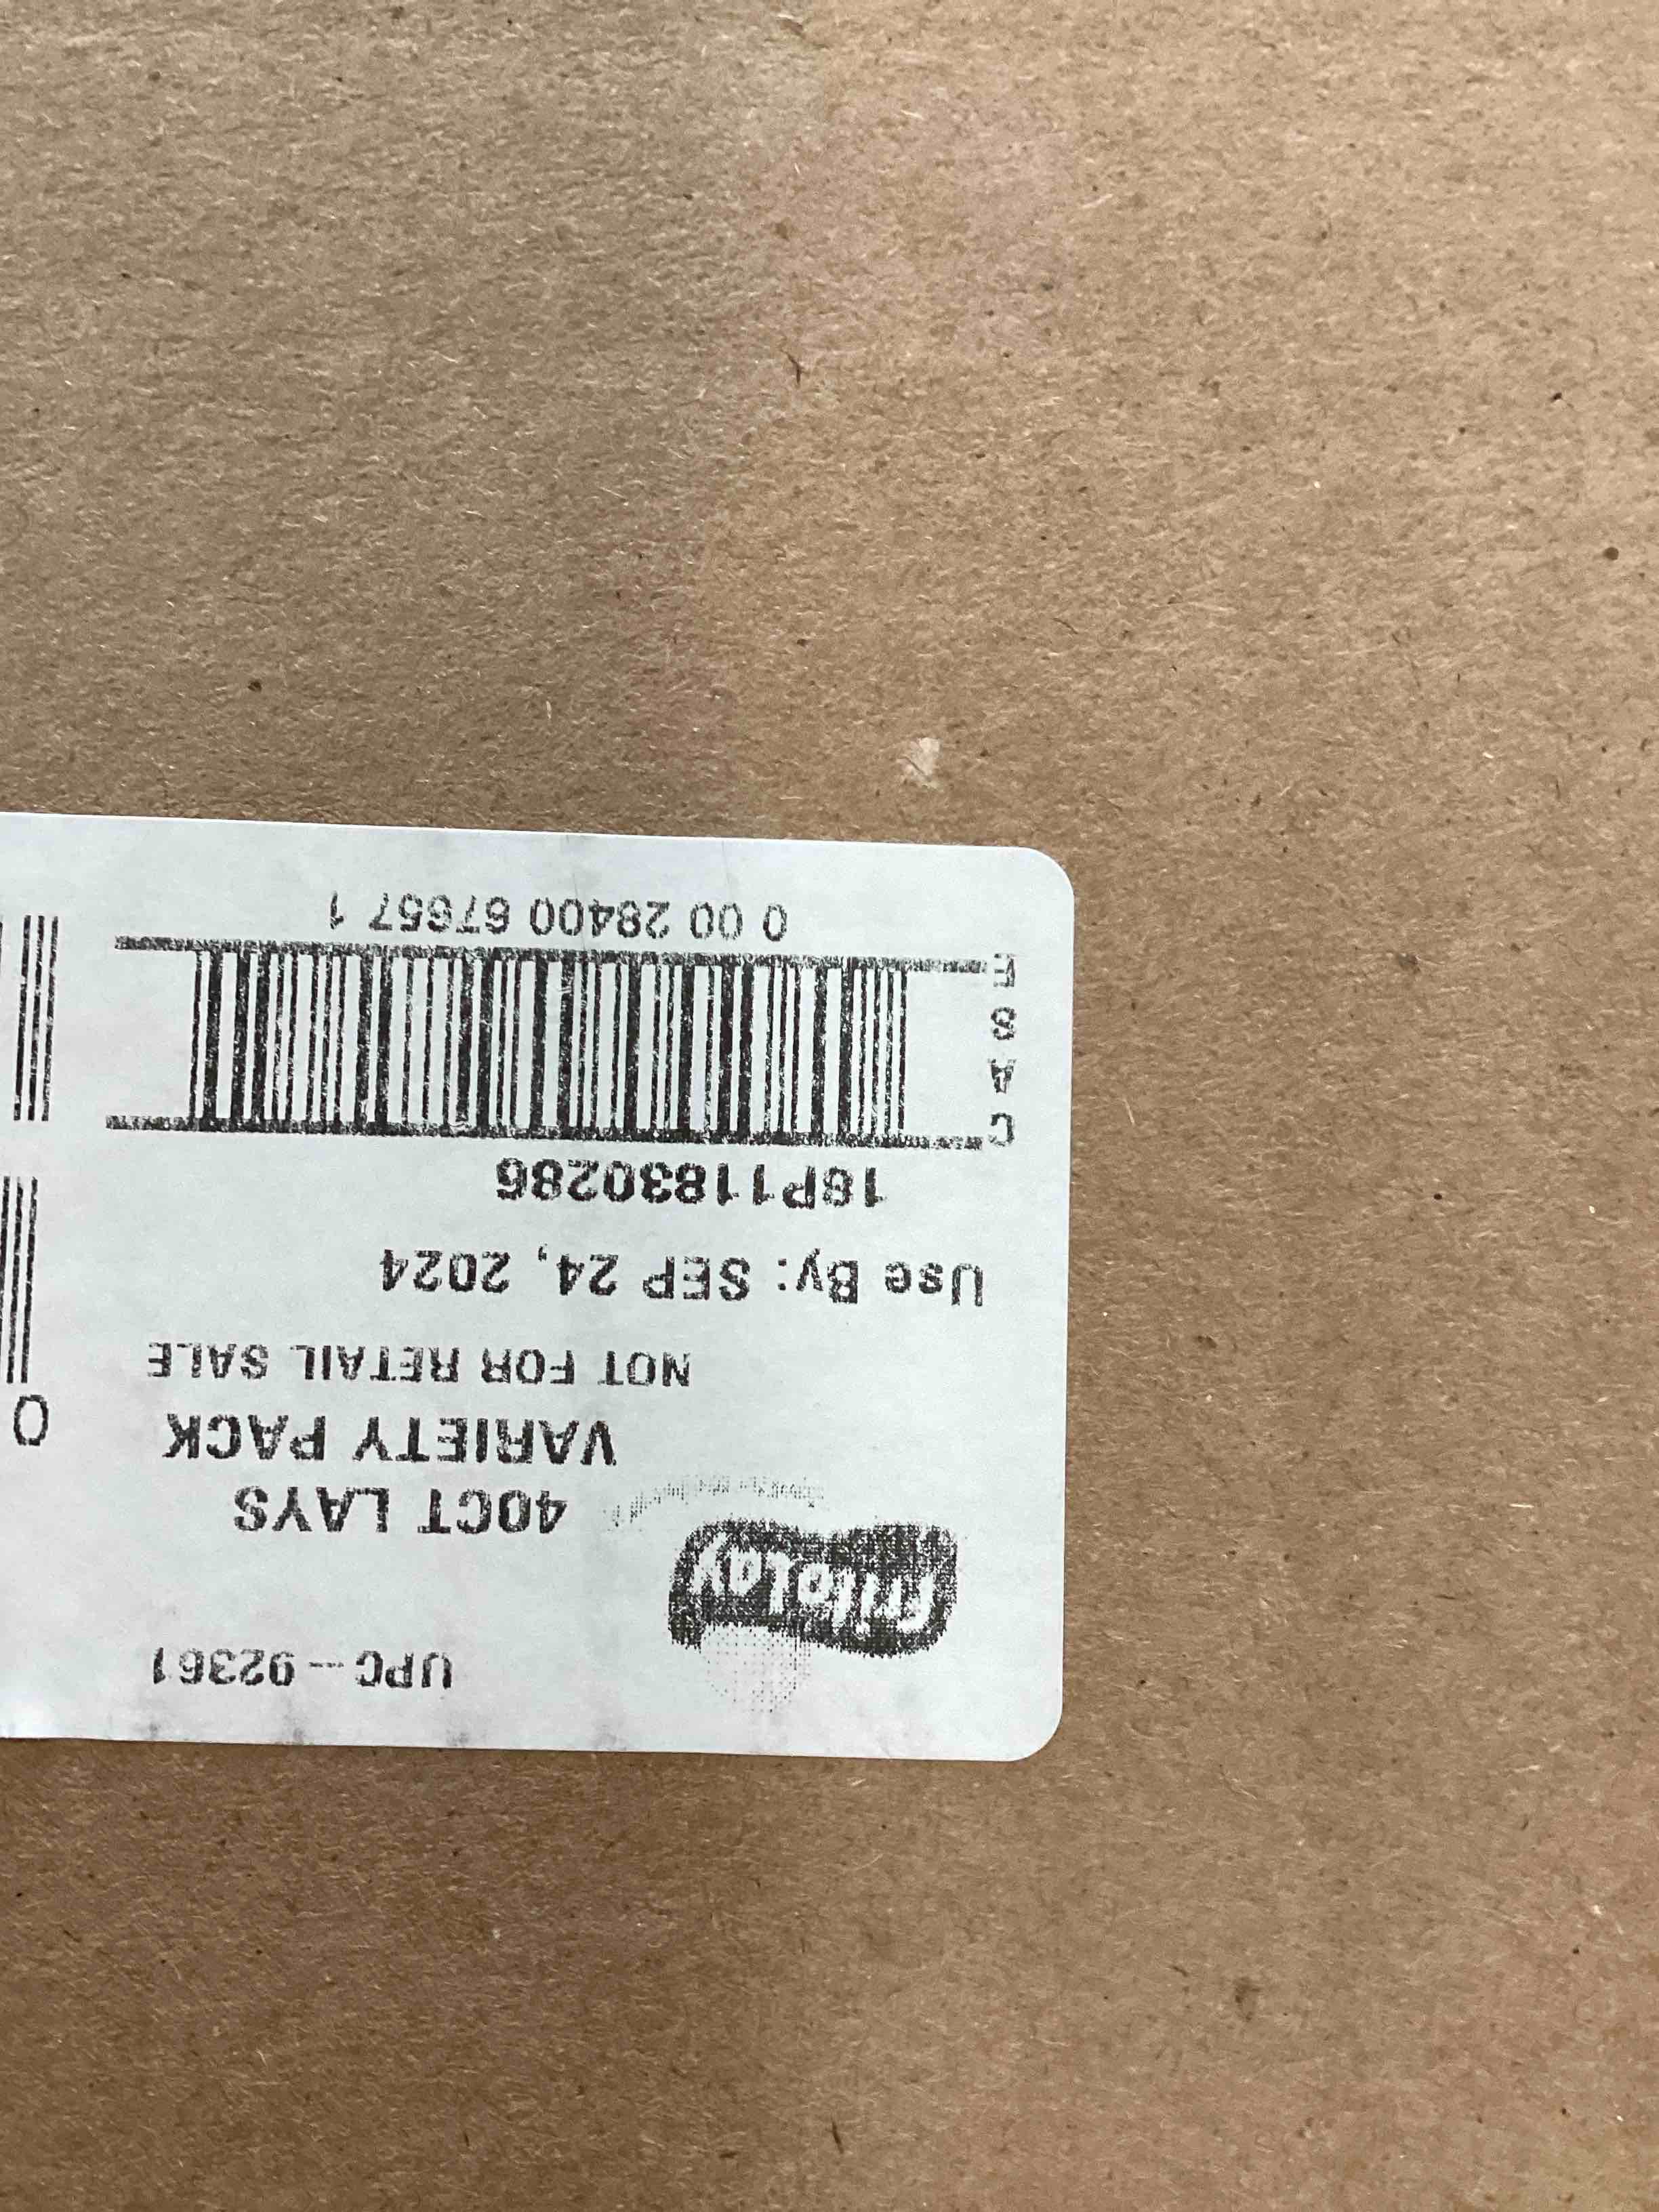 UPC - 92361
fritolay
40CT LAYS
VARIETY PACK
NOT FOR RETAIL SALE
Use By: SEP 24, 2024
18P11830286
CASE
0 00 28400 67657 1
0